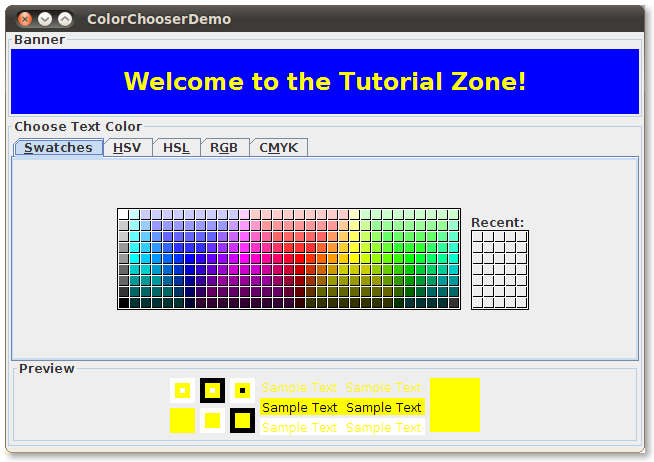 ColorChooserDemo
Banner
Welcome to the Tutorial Zone!
Choose Text Color
Swatches HSV HSL RGB CMYK
Recent:
Preview
Sample Text Sample Text
Sample Text Sample Text
Sample Text Sample Text